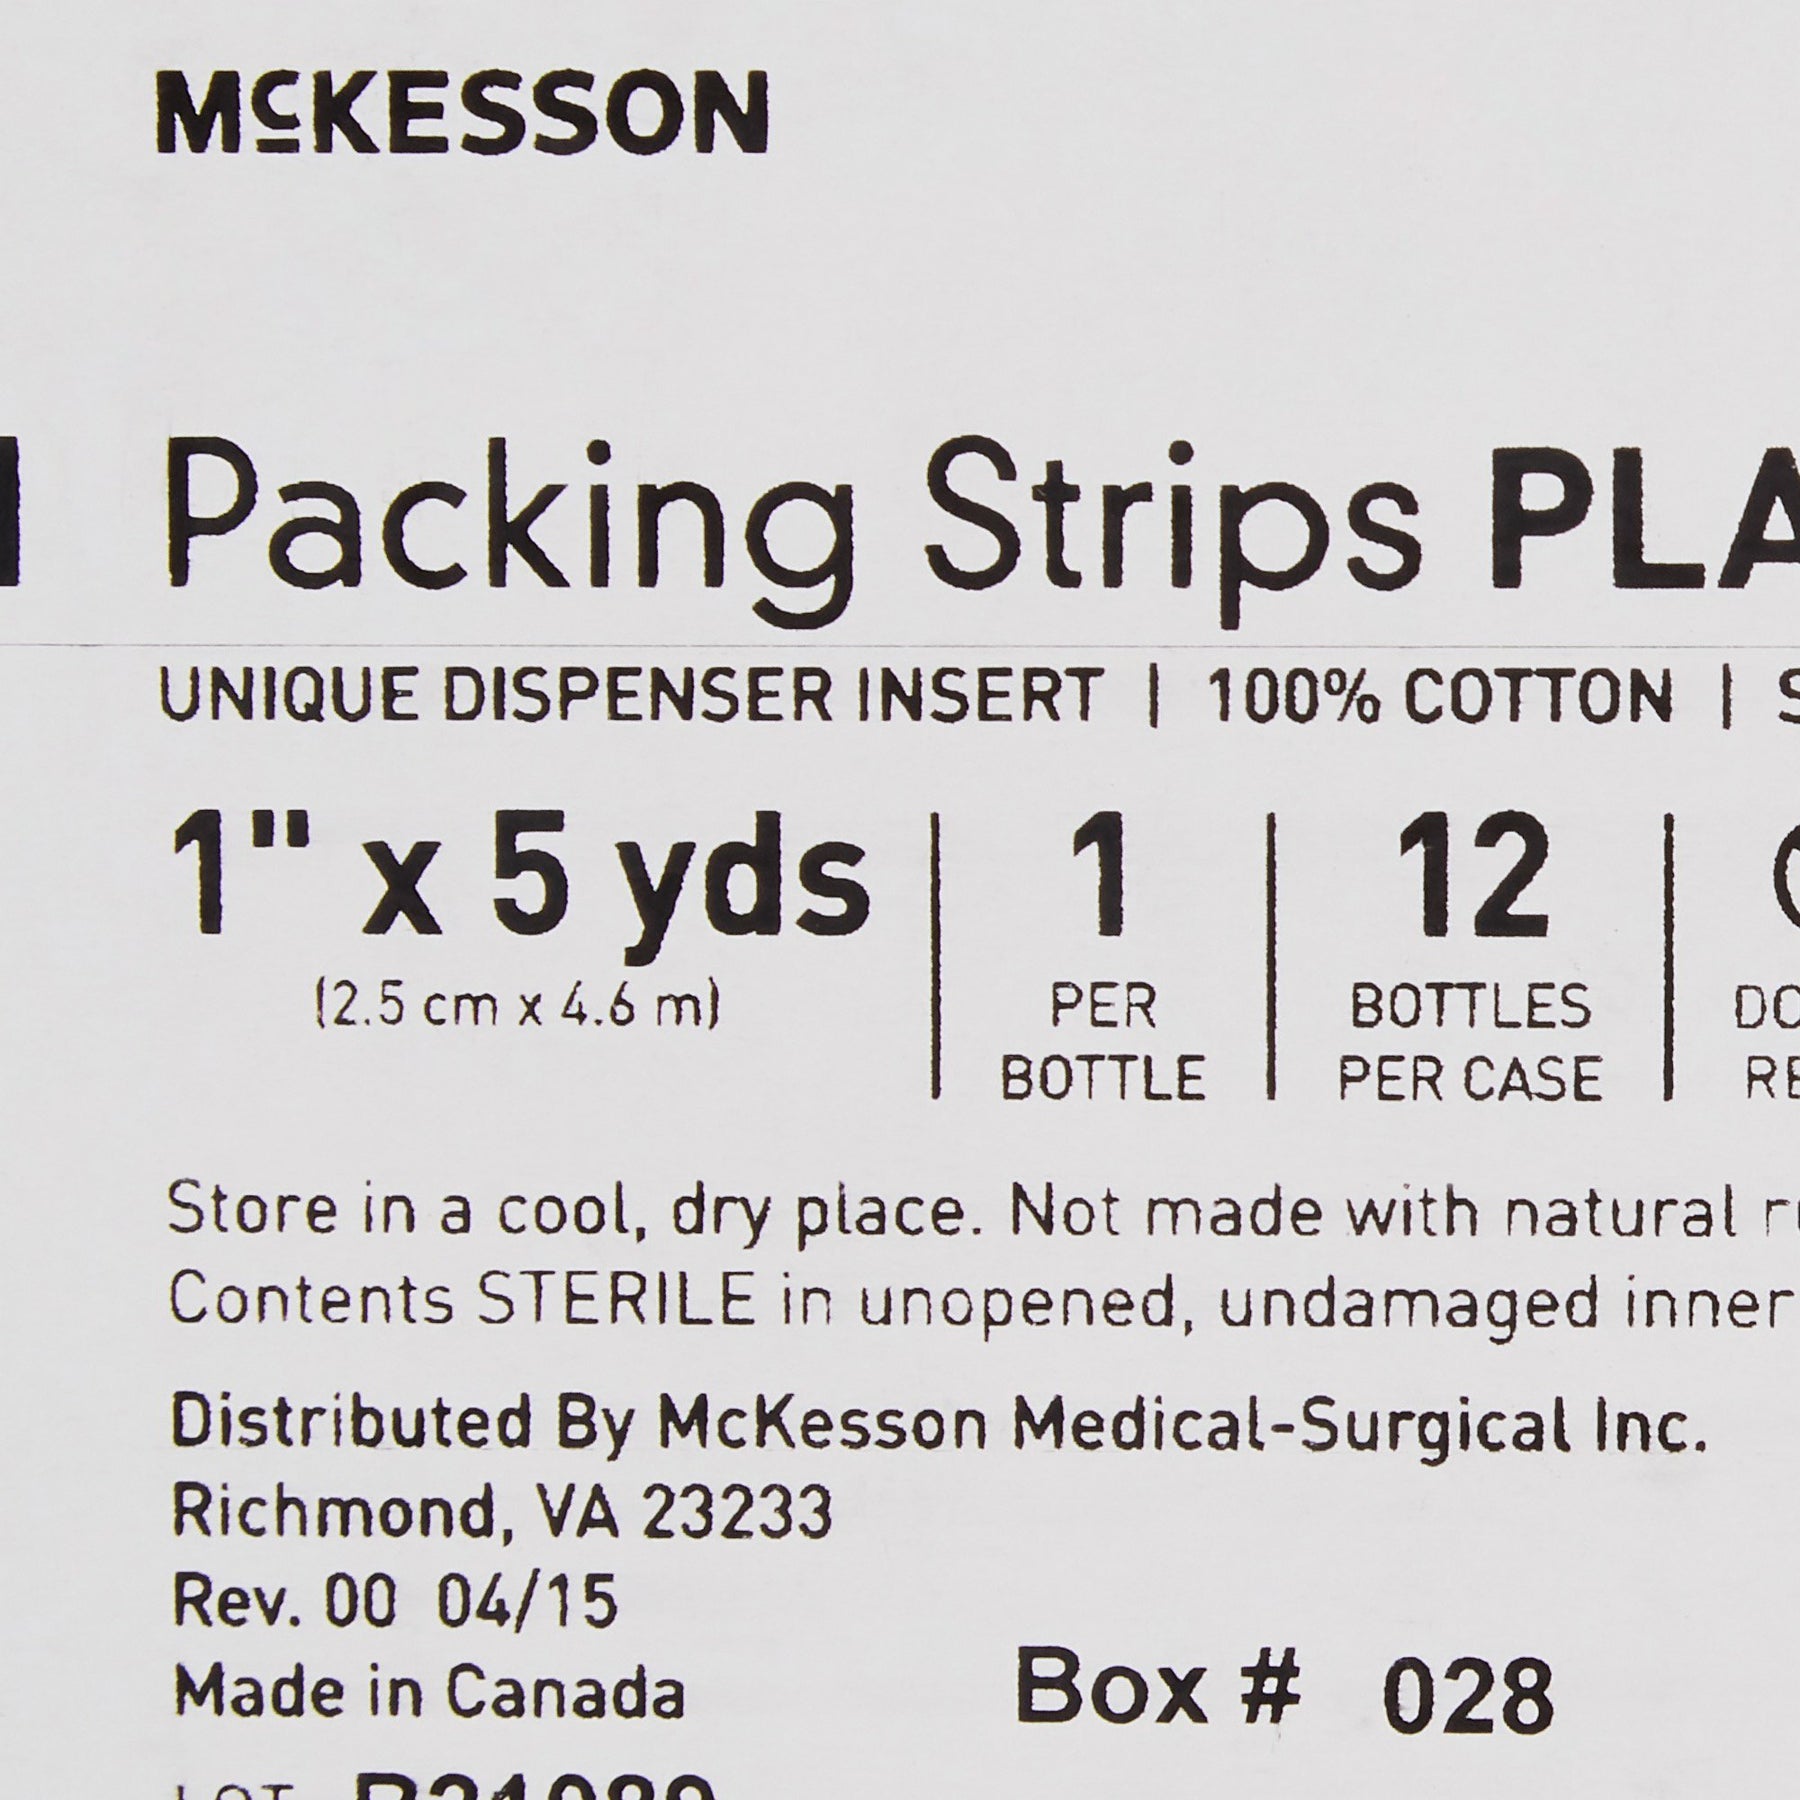 McKESSON
Packing Strips
UNIQUE DISPENSER INSERT | 100% COTTON |
1" x 5 yds | 1 | 12 |
(2.5 cm x 4.6 m) PER BOTTLES
BOTTLE PER CASE
Store in a cool, dry place. Not made with natural
Contents STERILE in unopened, undamaged inner
Distributed By McKesson Medical-Surgical Inc.
Richmond, VA 23233
Rev. 00 04/15
Made in Canada
Box # 028